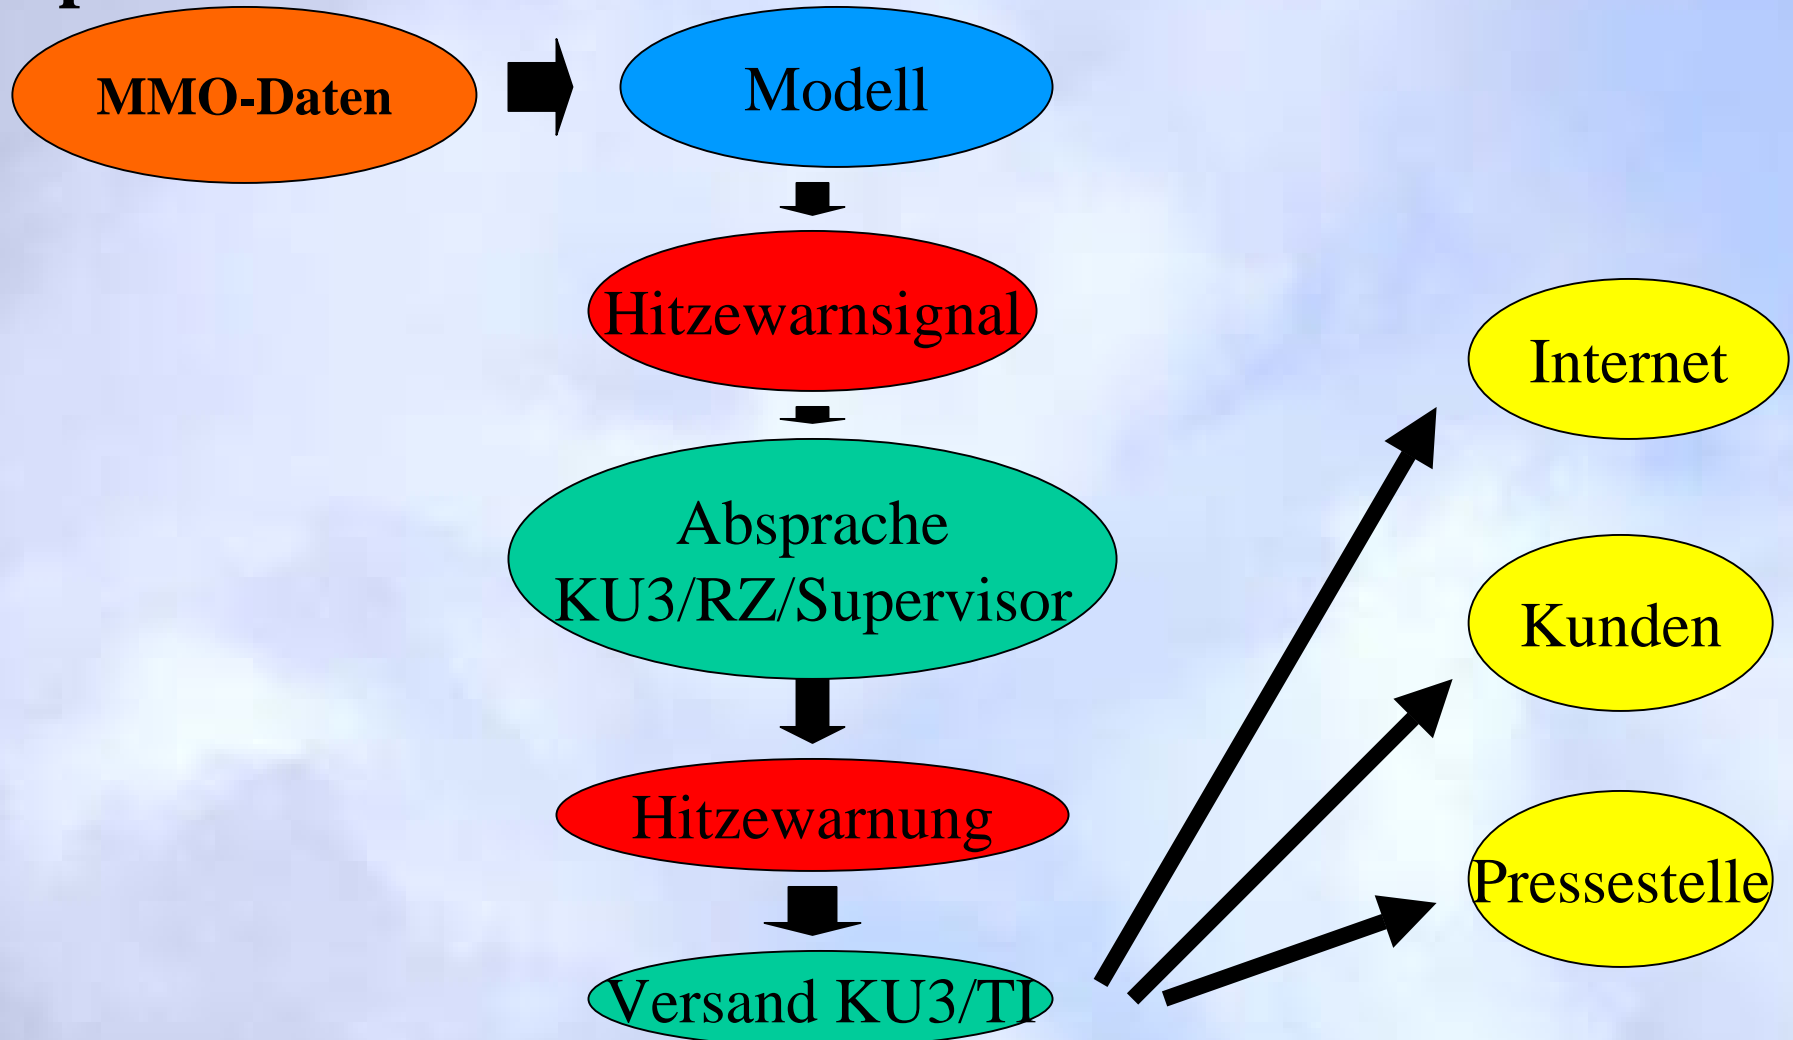 MMO-Daten
Modell
Hitzewarnsignal
Absprache
KU3/RZ/Supervisor
Hitzewarnung
Versand KU3/TI
Internet
Kunden
Pressestelle